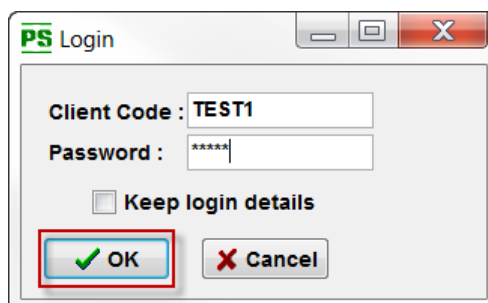 PS Login
Client Code : TEST1
Password : *****
Keep login details
OK Cancel